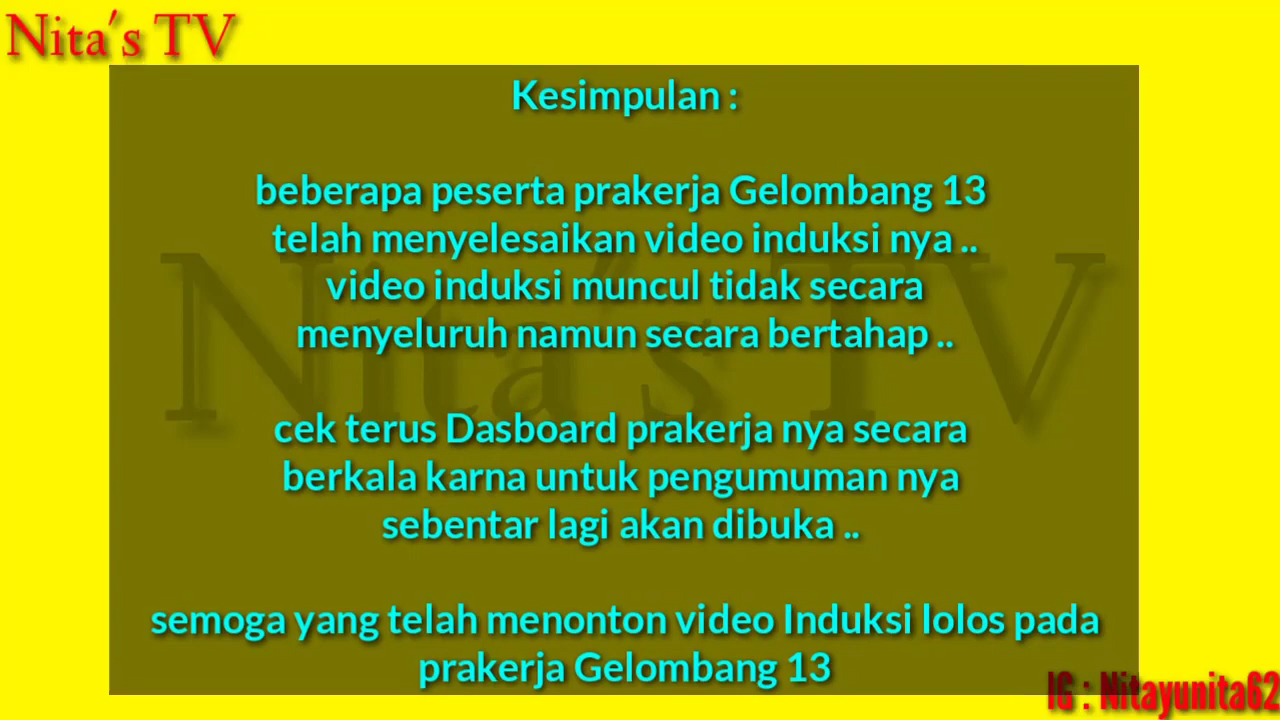 Nita's TV
Kesimpulan :
beberapa peserta prakerja Gelombang 13
telah menyelesaikan video induksi nya ..
video induksi muncul tidak secara
menyeluruh namun secara bertahap ..
cek terus Dasboard prakerja nya secara
berkala karna untuk pengumuman nya
sebentar lagi akan dibuka ..
semoga yang telah menonton video Induksi lolos pada
prakerja Gelombang 13
Nita's TV
IG : Nitayunita62